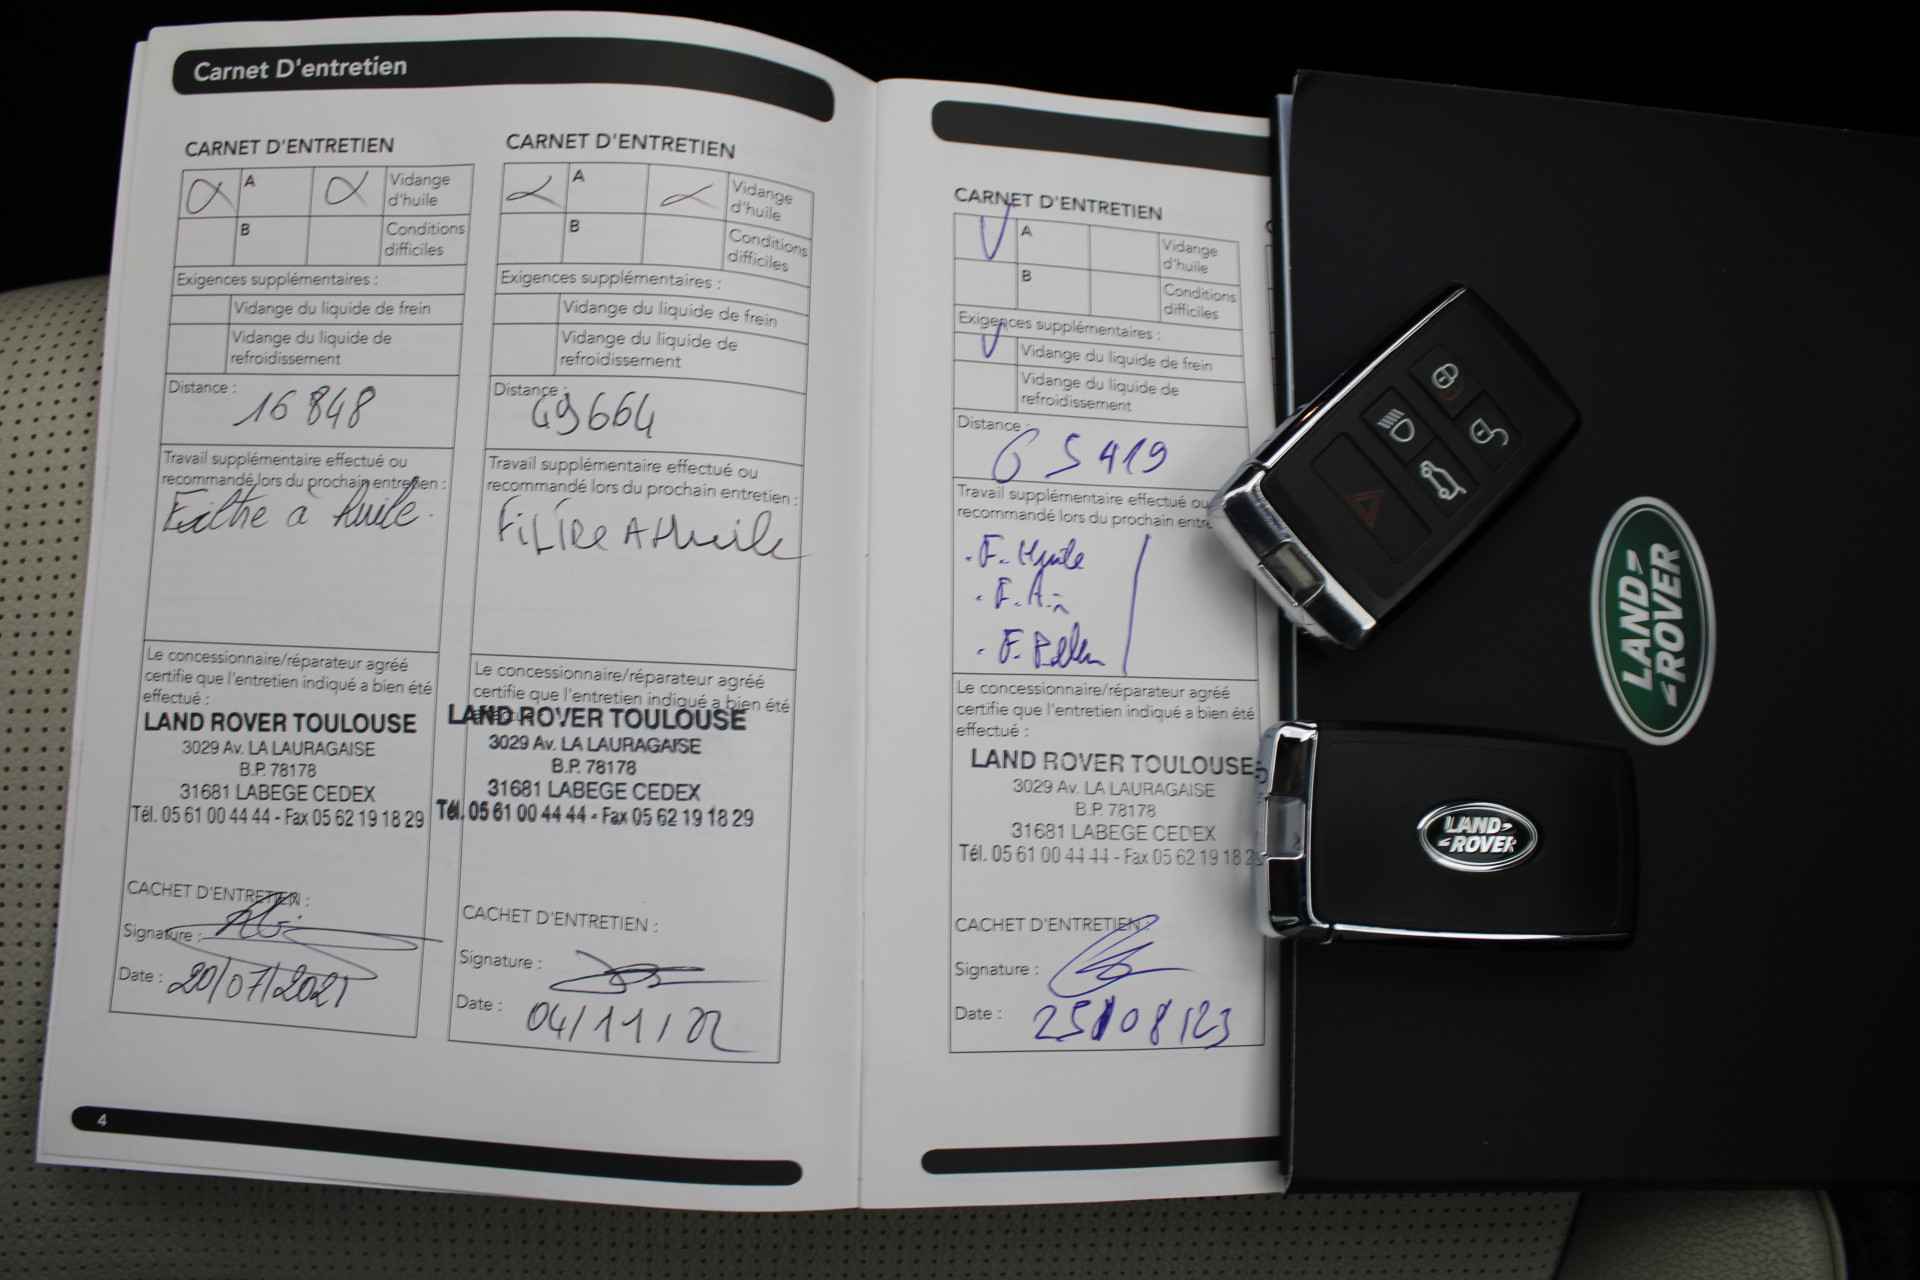 Carnet D'entretien
CARNET D'ENTRETIEN
A
Vidange
d'huile
B
Conditions
difficiles
Exigences supplémentaires :
Vidange du liquide de frein
Vidange du liquide de
refroidissement
Distance :
16 848
Travail supplémentaire effectué ou
recommandé lors du prochain entretien :
Filtre à huile.
Le concessionnaire/réparateur agréé
certifie que l'entretien indiqué a bien été
effectué :
LAND ROVER TOULOUSE
3029 Av. LA LAURAGAISE
B.P. 78178
31681 LABEGE CEDEX
Tél. 05 61 00 44 44 - Fax 05 62 19 18 29
CACHET D'ENTRETIEN :
Signature :
Date : 20/07/2021
4
CARNET D'ENTRETIEN
A
Vidange
d'huile
B
Conditions
difficiles
Exigences supplémentaires :
Vidange du liquide de frein
Vidange du liquide de
refroidissement
Distance :
49664
Travail supplémentaire effectué ou
recommandé lors du prochain entretien :
FiLTRe A Huile
Le concessionnaire/réparateur agréé
certifie que l'entretien indiqué a bien été
LAND ROVER TOULOUSE
3029 Av. LA LAURAGAISE
B.P. 78178
31681 LABEGE CEDEX
Tél. 05 61 00 44 44 - Fax 05 62 19 18 29
CACHET D'ENTRETIEN :
Signature :
Date : 04/11/22
CARNET D'ENTRETIEN
A
Vidange
d'huile
B
Conditions
difficiles
Exigences supplémentaires :
Vidange du liquide de frein
Vidange du liquide de
refroidissement
Distance :
65419
Travail supplémentaire effectué ou
recommandé lors du prochain
. F. Huile
. F. Air
. F. Pollen
Le concessionnaire/réparateur agréé
certifie que l'entretien indiqué a bien été
effectué :
LAND ROVER TOULOUSE
3029 Av. LA LAURAGAISE
B.P. 78178
31681 LABEGE CEDEX
Tél. 05 61 00 44 44 - Fax 05 62 19 18 2
CACHET D'ENTRETIEN :
Signature :
Date : 25/08/23
LAND
ROVER
LAND
ROVER